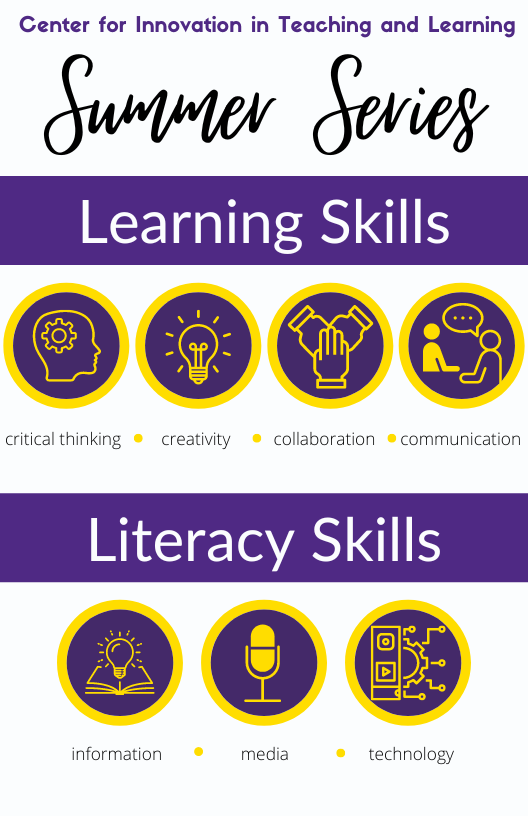 Center for Innovation in Teaching and Learning
Summer Series
Learning Skills
critical thinking • creativity • collaboration • communication
Literacy Skills
information • media • technology